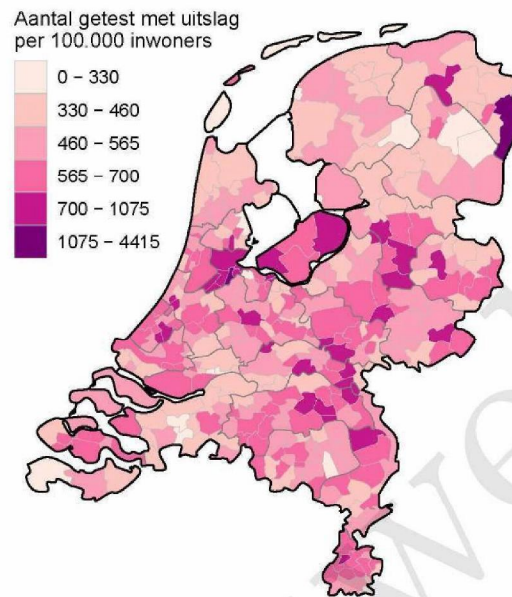 Aantal getest met uitslag
per 100.000 inwoners
0 – 330
330 – 460
460 – 565
565 – 700
700 – 1075
1075 – 4415